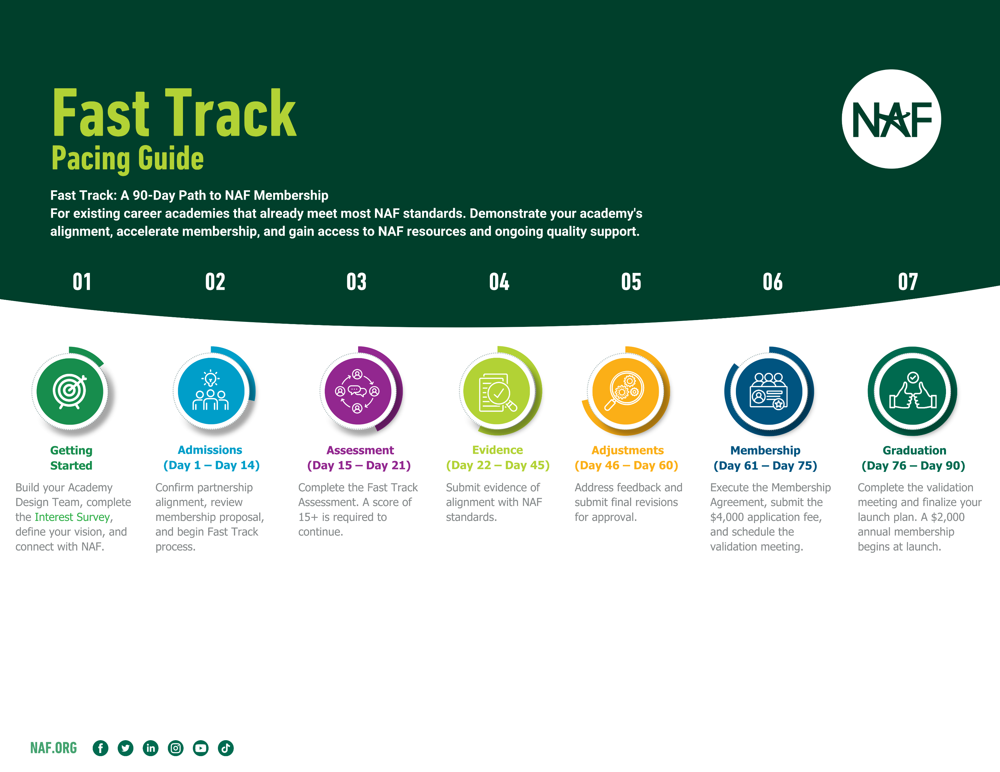 Fast Track
Pacing Guide
NAF
Fast Track: A 90-Day Path to NAF Membership
For existing career academies that already meet most NAF standards. Demonstrate your academy's
alignment, accelerate membership, and gain access to NAF resources and ongoing quality support.
01
02
03
04
05
06
07
Getting
Started
Build your Academy
Design Team, complete
the Interest Survey,
define your vision, and
connect with NAF.
Admissions
(Day 1 – Day 14)
Confirm partnership
alignment, review
membership proposal,
and begin Fast Track
process.
Assessment
(Day 15 – Day 21)
Complete the Fast Track
Assessment. A score of
15+ is required to
continue.
Evidence
(Day 22 – Day 45)
Submit evidence of
alignment with NAF
standards.
Adjustments
(Day 46 – Day 60)
Address feedback and
submit final revisions
for approval.
Membership
(Day 61 – Day 75)
Execute the Membership
Agreement, submit the
$4,000 application fee,
and schedule the
validation meeting.
Graduation
(Day 76 – Day 90)
Complete the validation
meeting and finalize your
launch plan. A $2,000
annual membership
begins at launch.
NAF.ORG